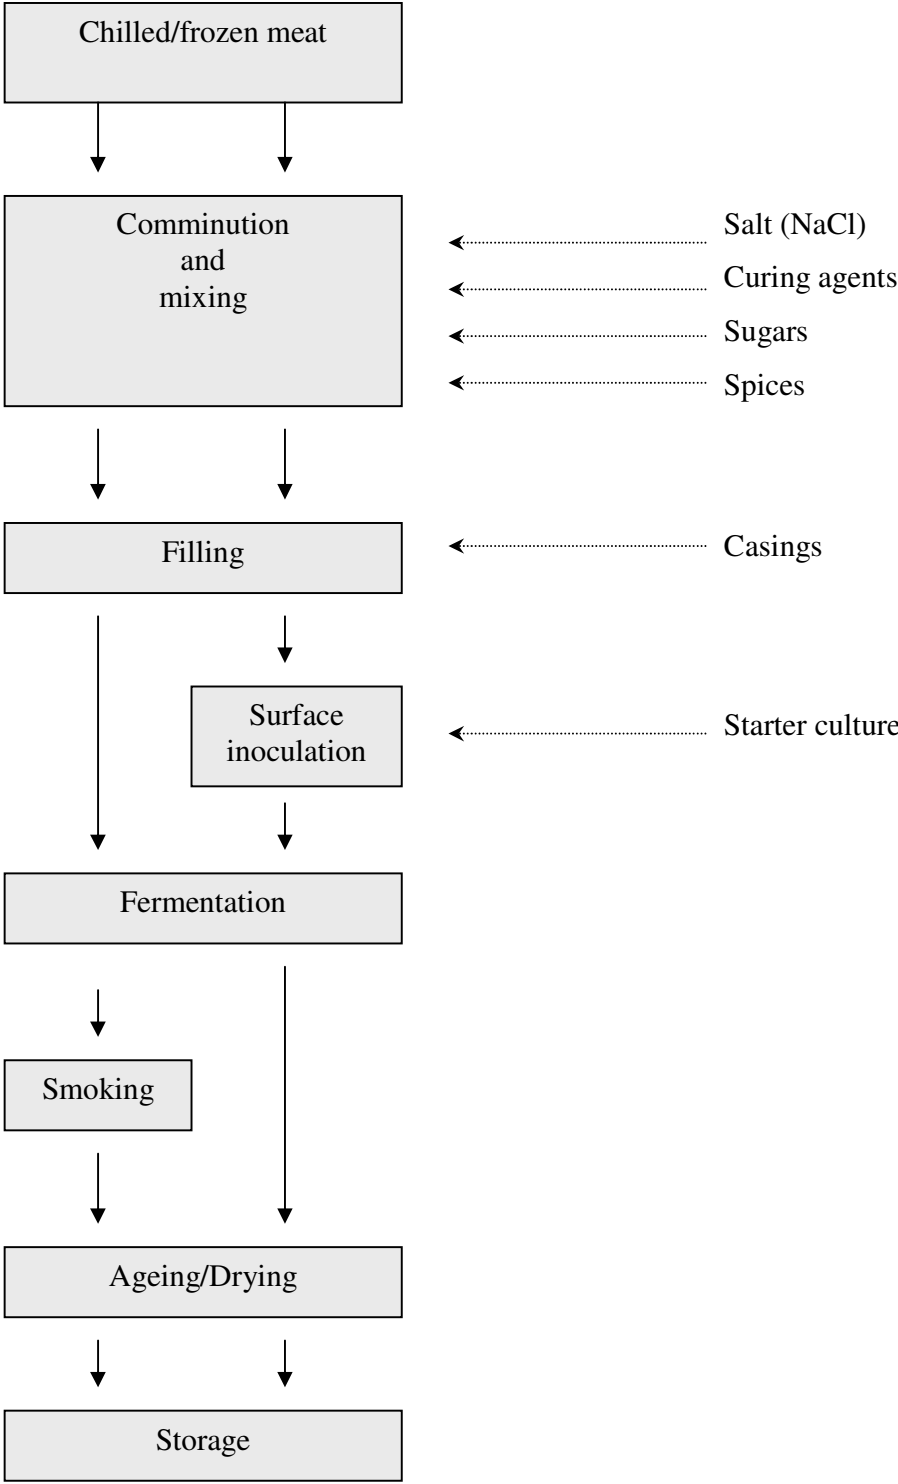 Chilled/frozen meat
Comminution
and
mixing
Salt (NaCl)
Curing agents
Sugars
Spices
Filling
Casings
Surface
inoculation
Starter culture
Fermentation
Smoking
Ageing/Drying
Storage